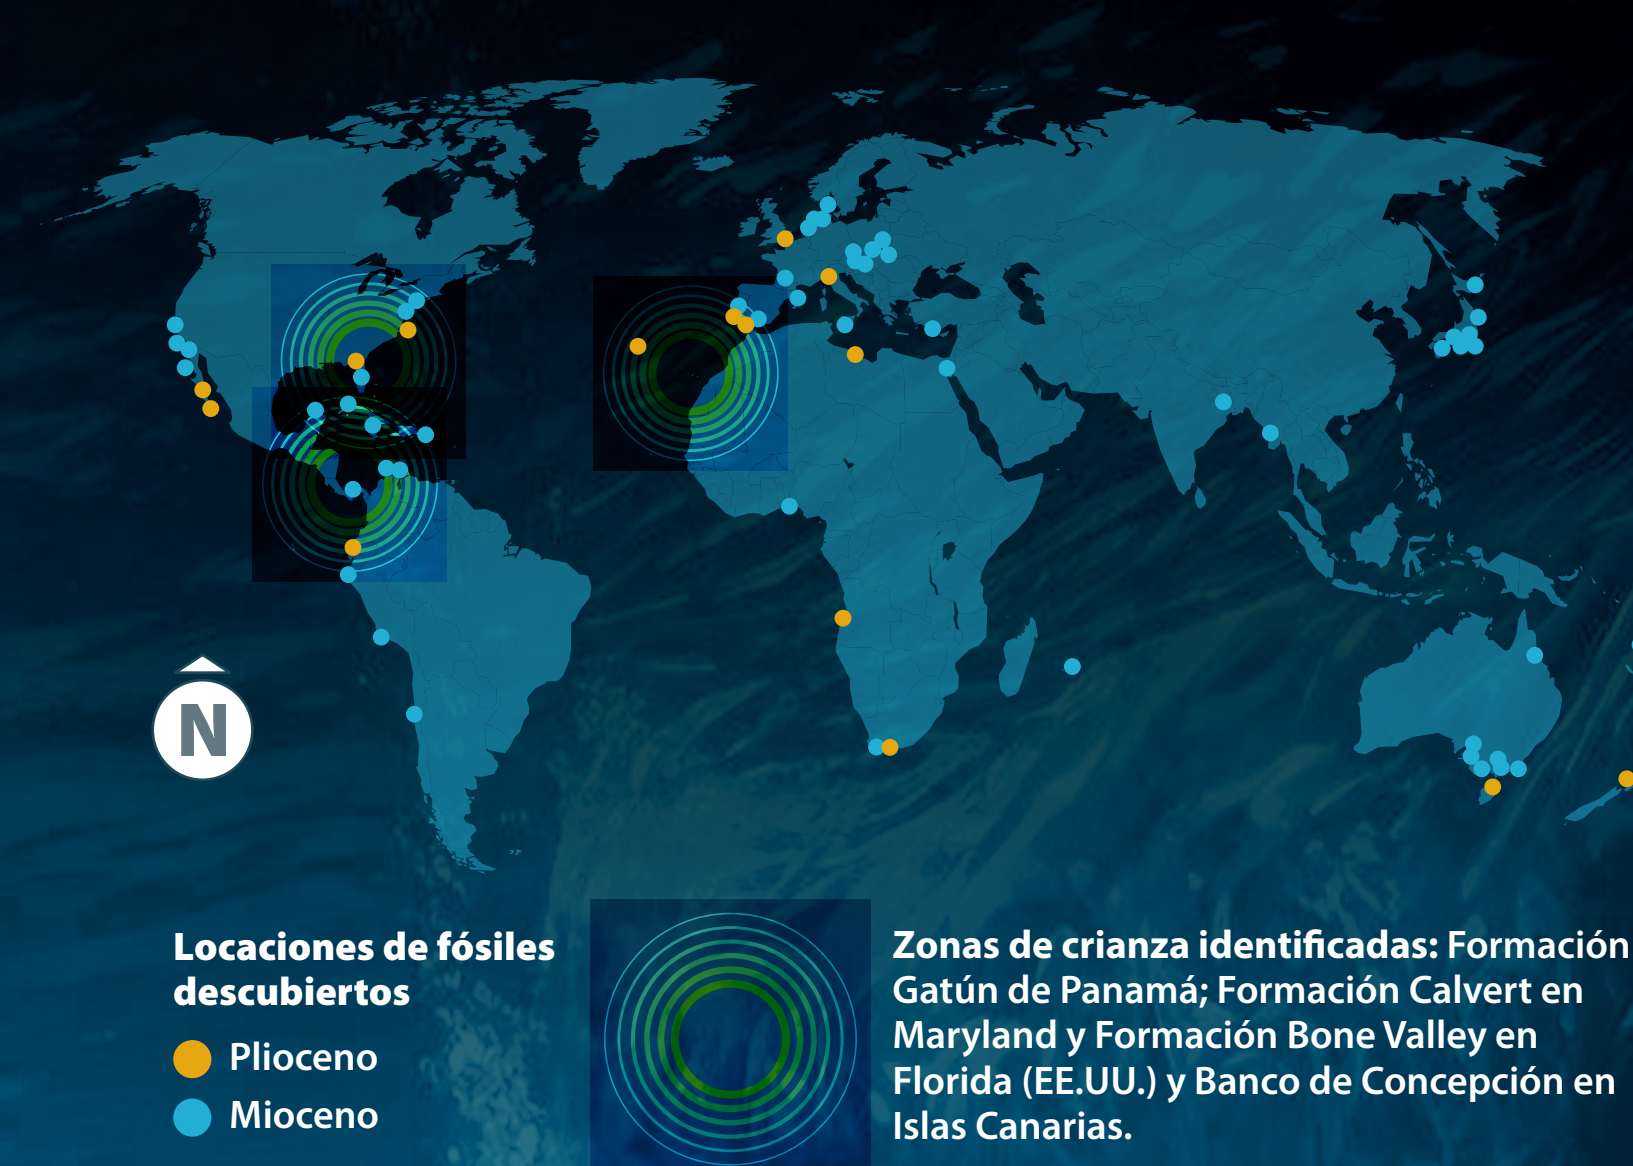 N
Locaciones de fósiles
descubiertos
Plioceno
Mioceno
Zonas de crianza identificadas: Formación
Gatún de Panamá; Formación Calvert en
Maryland y Formación Bone Valley en
Florida (EE.UU.) y Banco de Concepción en
Islas Canarias.